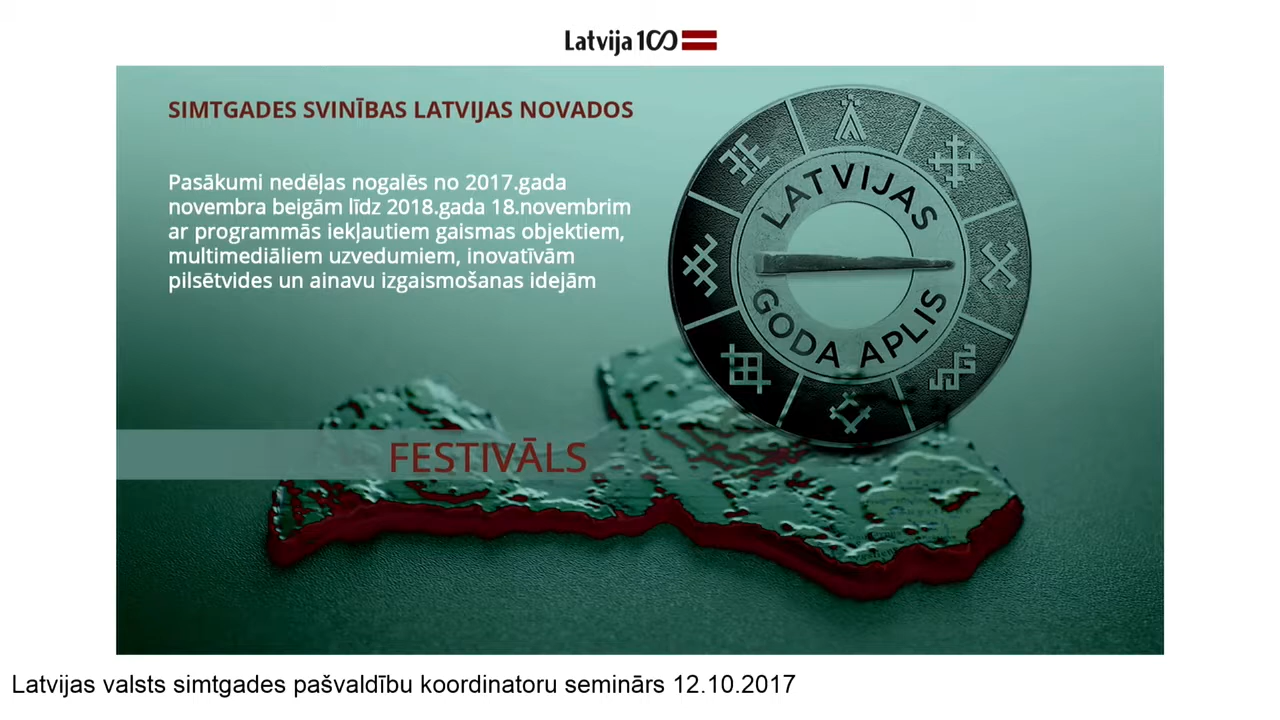 Latvija 100
SIMTGADES SVINĪBAS LATVIJAS NOVADOS
Pasākumi nedēļas nogalēs no 2017.gada
novembra beigām līdz 2018.gada 18.novembrim
ar programmās iekļautiem gaismas objektiem,
multimediāliem uzvedumiem, inovatīvām
pilsētvides un ainavu izgaismošanas idejām
LATVIJAS
GODA APLIS
FESTIVĀLS
Latvijas valsts simtgades pašvaldību koordinatoru seminārs 12.10.2017